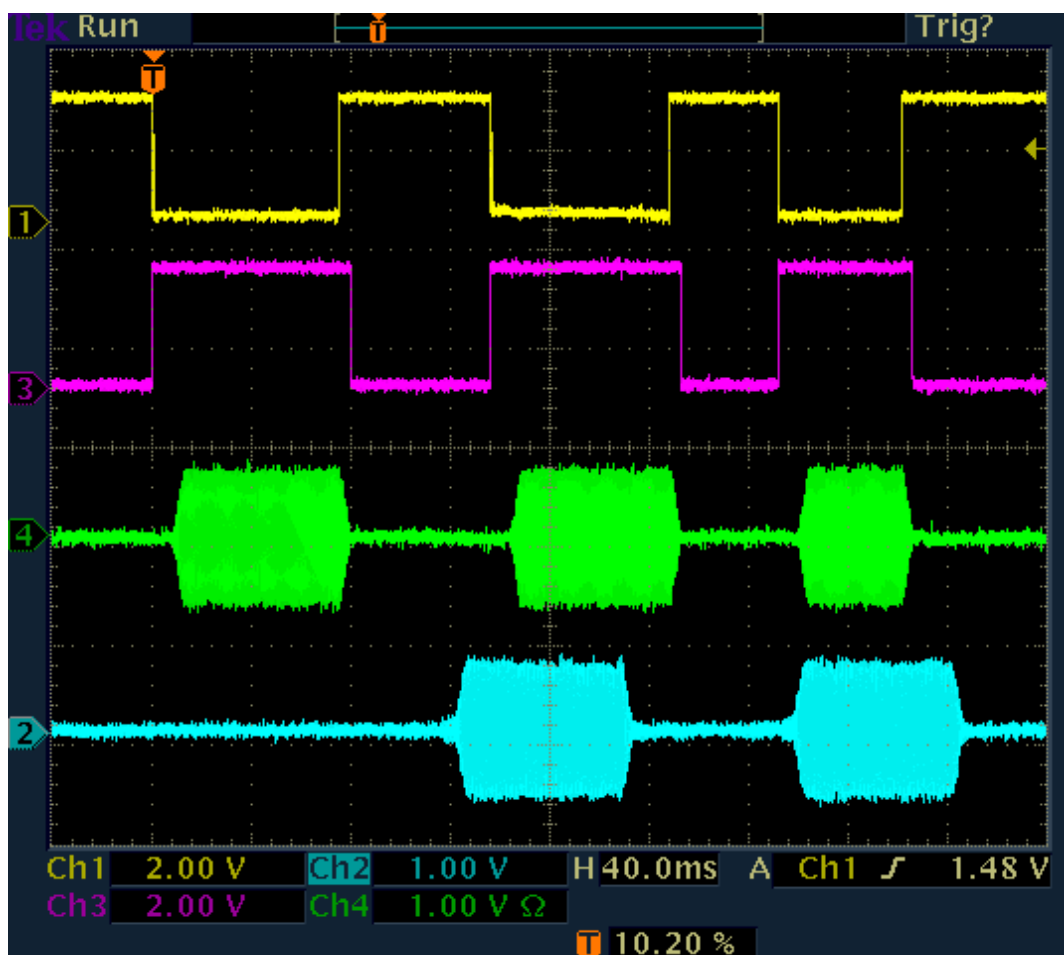 Tek Run Trig?
T
T
1
3
4
2
Ch1 2.00 V Ch2 1.00 V H 40.0ms A Ch1 1.48 V
Ch3 2.00 V Ch4 1.00 V Ω
T 10.20 %